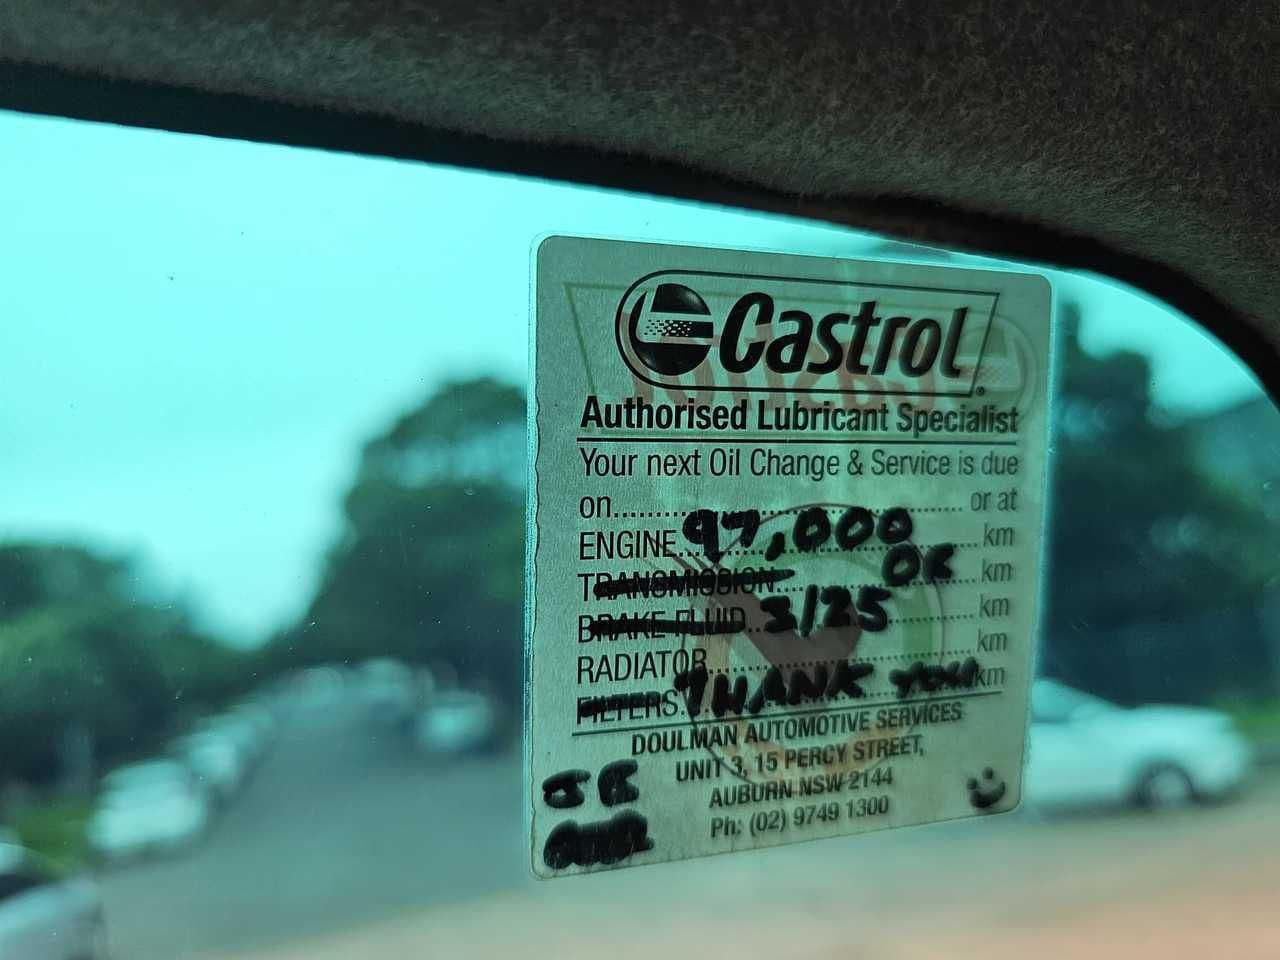 Castrol
Authorised Lubricant Specialist
Your next Oil Change & Service is due
on........................................ or at
ENGINE...97,000......km
TRANSMISSION.........km
OR
BRAKE FLUID...3/25......km
RADIATOR.........km
FILTERS.THANK YOU km
DOULMAN AUTOMOTIVE SERVICES
UNIT 3, 15 PERCY STREET,
AUBURN NSW 2144
Ph: (02) 9749 1300